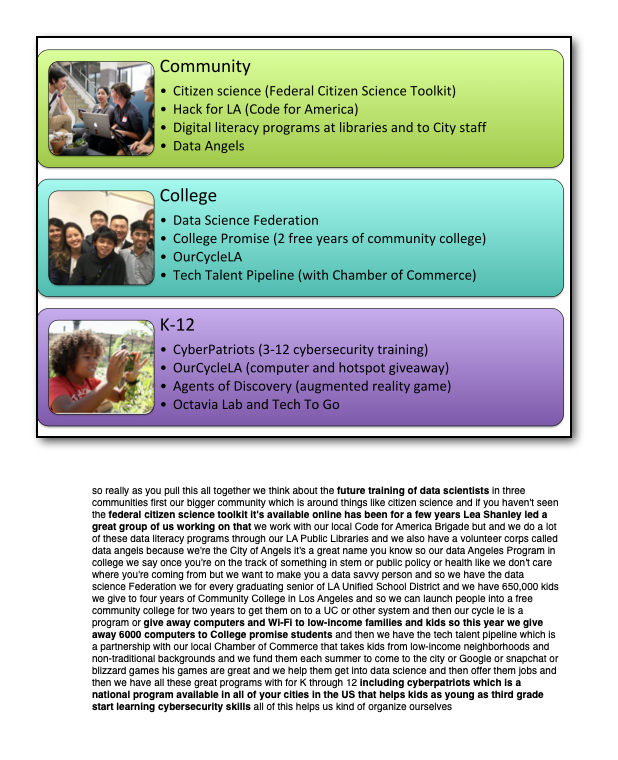 Community
• Citizen science (Federal Citizen Science Toolkit)
• Hack for LA (Code for America)
• Digital literacy programs at libraries and to City staff
• Data Angels
College
• Data Science Federation
• College Promise (2 free years of community college)
• OurCycleLA
• Tech Talent Pipeline (with Chamber of Commerce)
K-12
• CyberPatriots (3-12 cybersecurity training)
• OurCycleLA (computer and hotspot giveaway)
• Agents of Discovery (augmented reality game)
• Octavia Lab and Tech To Go
so really as you pull this all together we think about the future training of data scientists in three
communities first our bigger community which is around things like citizen science and if you haven't seen
the federal citizen science toolkit it's available online has been for a few years Lea Shanley led a
great group of us working on that we work with our local Code for America Brigade but and we do a lot
of these data literacy programs through our LA Public Libraries and we also have a volunteer corps called
data angels because we're the City of Angels it's a great name you know so our data Angeles Program in
college we say once you're on the track of something in stem or public policy or health like we don't care
where you're coming from but we want to make you a data savvy person and so we have the data
science Federation we for every graduating senior of LA Unified School District and we have 650,000 kids
we give to four years of Community College in Los Angeles and so we can launch people into a free
community college for two years to get them on to a UC or other system and then our cycle le is a
program or give away computers and Wi-Fi to low-income families and kids so this year we give
away 6000 computers to College promise students and then we have the tech talent pipeline which is
a partnership with our local Chamber of Commerce that takes kids from low-income neighborhoods and
non-traditional backgrounds and we fund them each summer to come to the city or Google or snapchat or
blizzard games his games are great and we help them get into data science and then offer them jobs and
then we have all these great programs with for K through 12 including cyberpatriots which is a
national program available in all of your cities in the US that helps kids as young as third grade
start learning cybersecurity skills all of this helps us kind of organize ourselves